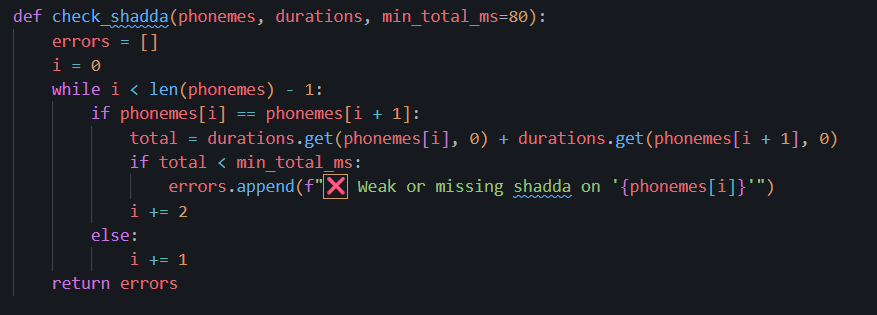 def check_shadda(phonemes, durations, min_total_ms=80):
    errors = []
    i = 0
    while i < len(phonemes) - 1:
        if phonemes[i] == phonemes[i + 1]:
            total = durations.get(phonemes[i], 0) + durations.get(phonemes[i + 1], 0)
            if total < min_total_ms:
                errors.append(f"❌ Weak or missing shadda on '{phonemes[i]}'")
            i += 2
        else:
            i += 1
    return errors